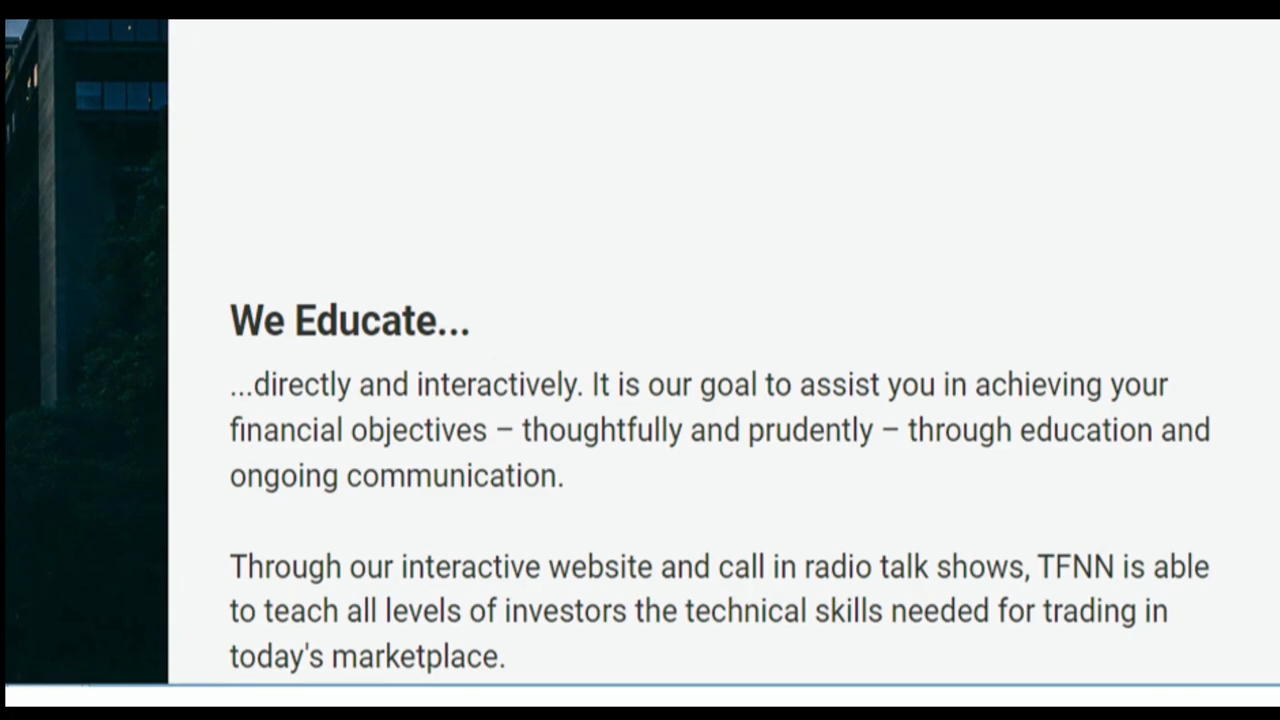 We Educate...
...directly and interactively. It is our goal to assist you in achieving your
financial objectives – thoughtfully and prudently – through education and
ongoing communication.
Through our interactive website and call in radio talk shows, TFNN is able
to teach all levels of investors the technical skills needed for trading in
today's marketplace.